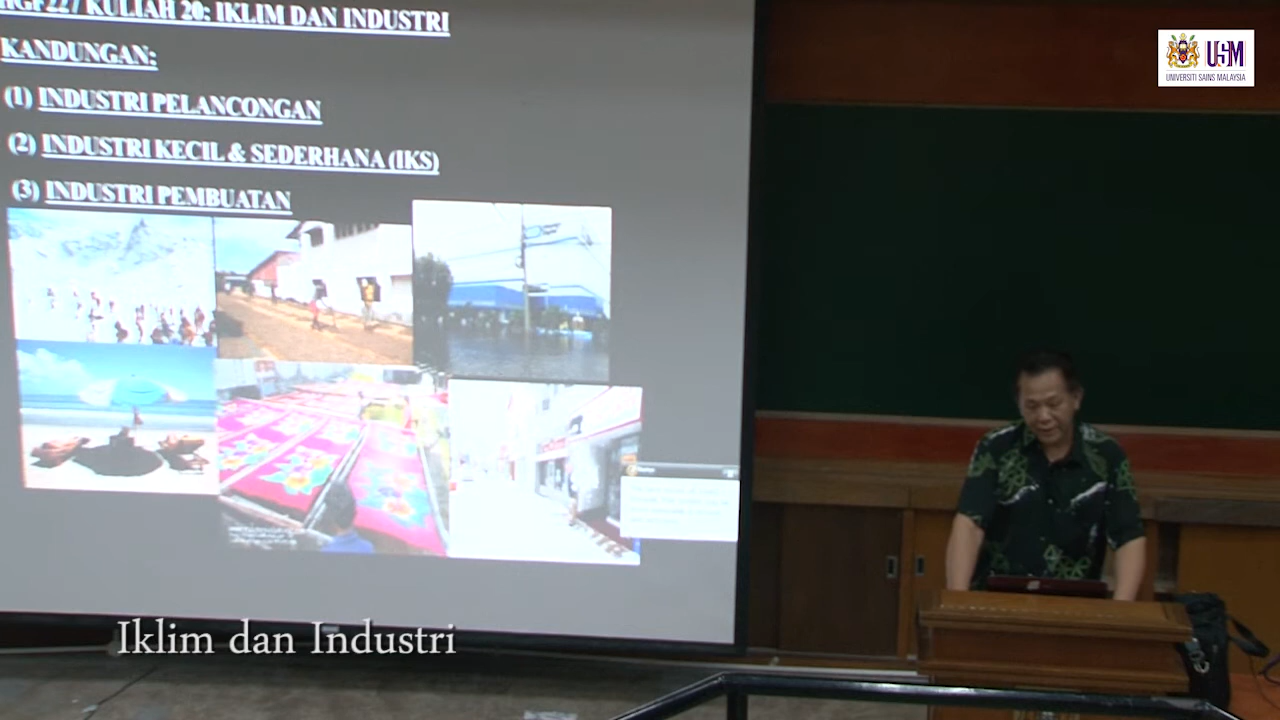 HGF227 KULIAH 20: IKLIM DAN INDUSTRI
KANDUNGAN:
(1) INDUSTRI PELANCONGAN
(2) INDUSTRI KECIL & SEDERHANA (IKS)
(3) INDUSTRI PEMBUATAN
USM
UNIVERSITI SAINS MALAYSIA
Iklim dan Industri